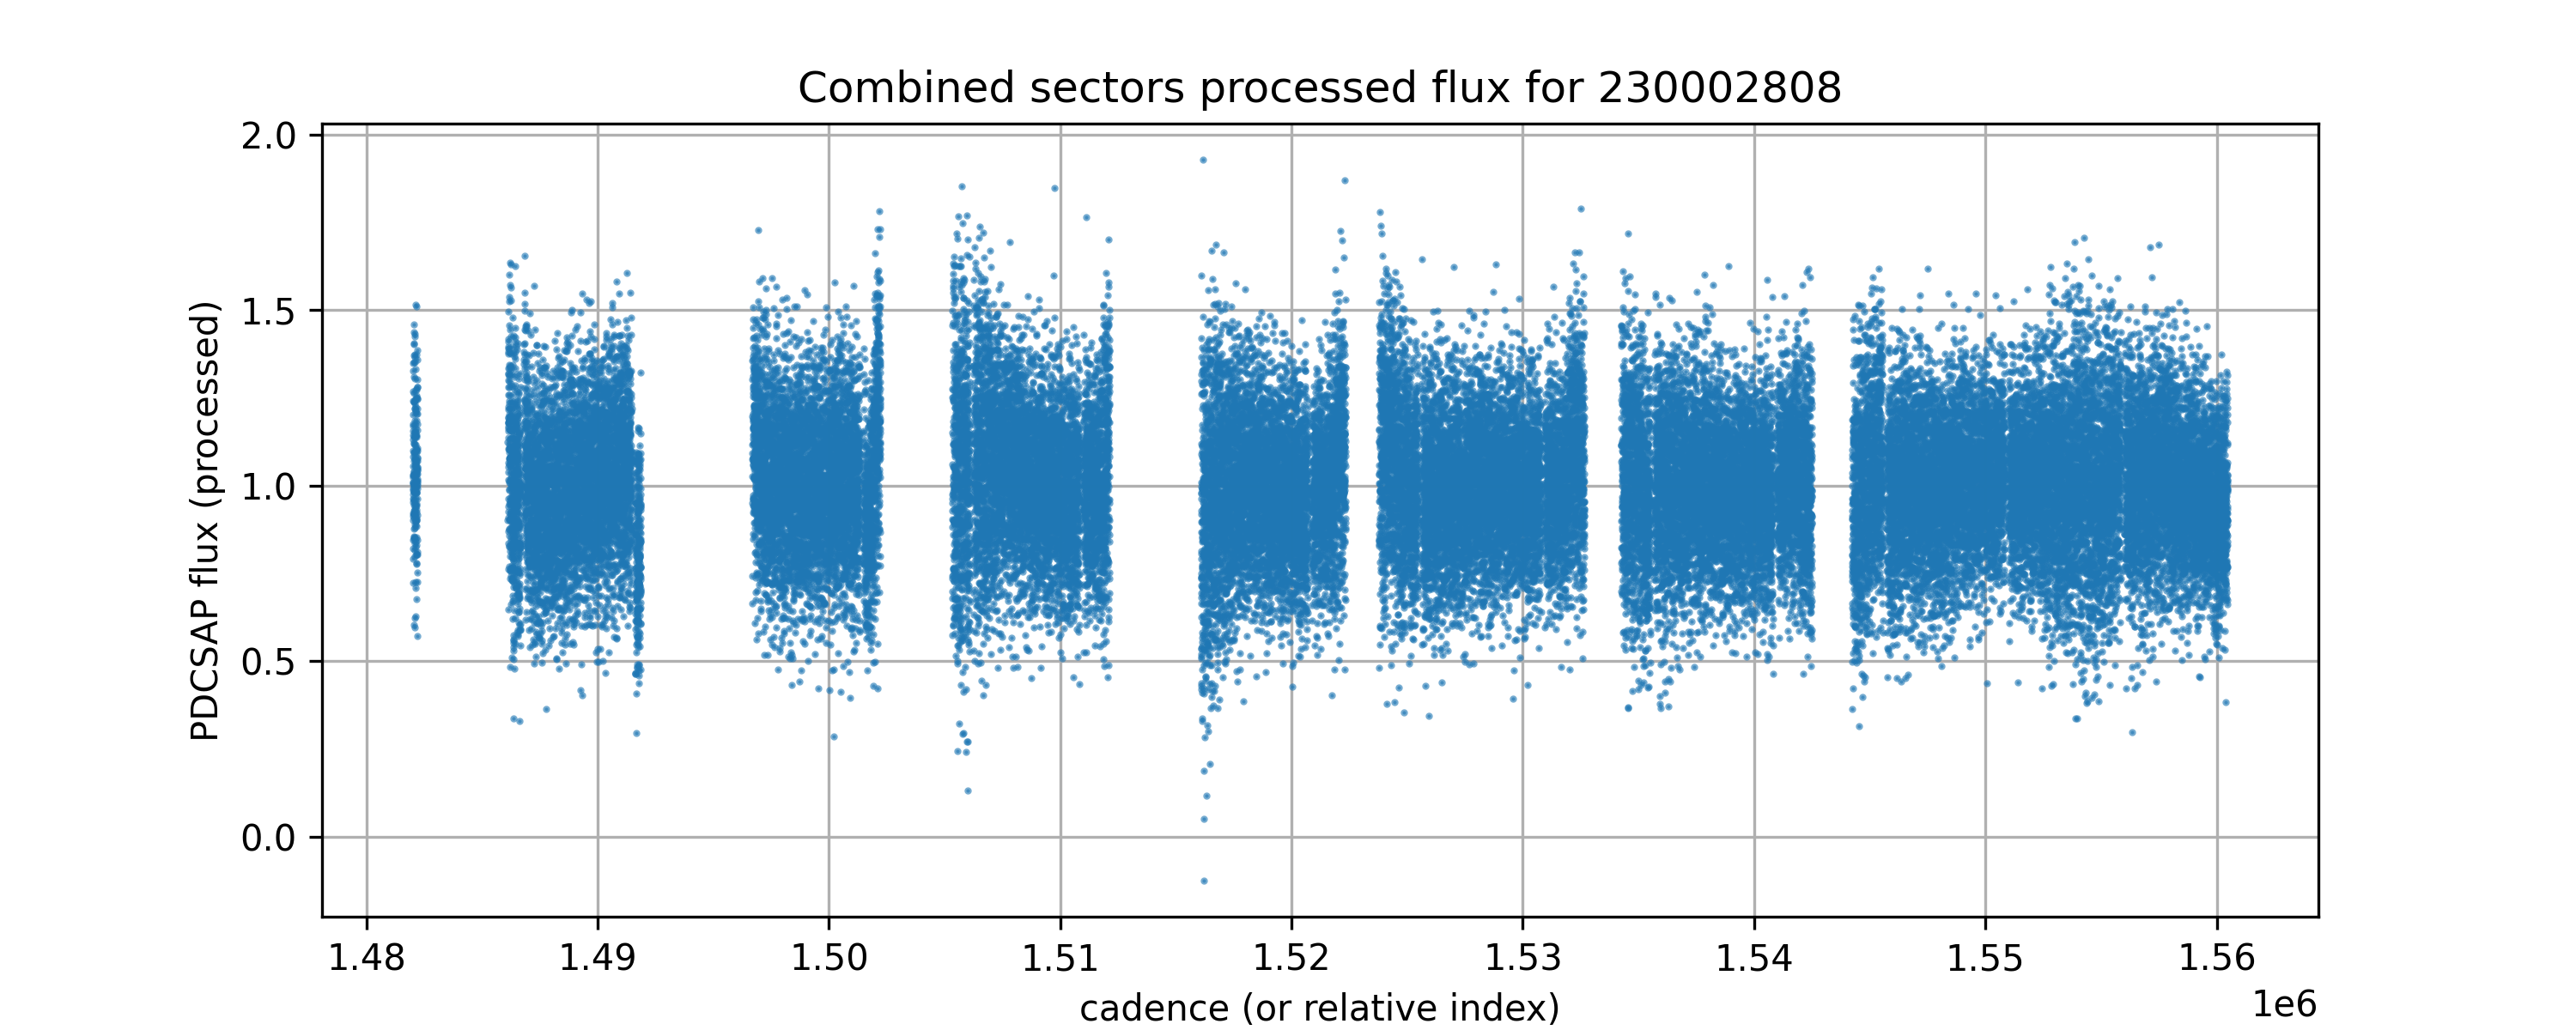 Combined sectors processed flux for 230002808
PDCSAP flux (processed)
2.0
1.5
1.0
0.5
0.0
1.48 1.49 1.50 1.51 1.52 1.53 1.54 1.55 1.56
1e6
cadence (or relative index)